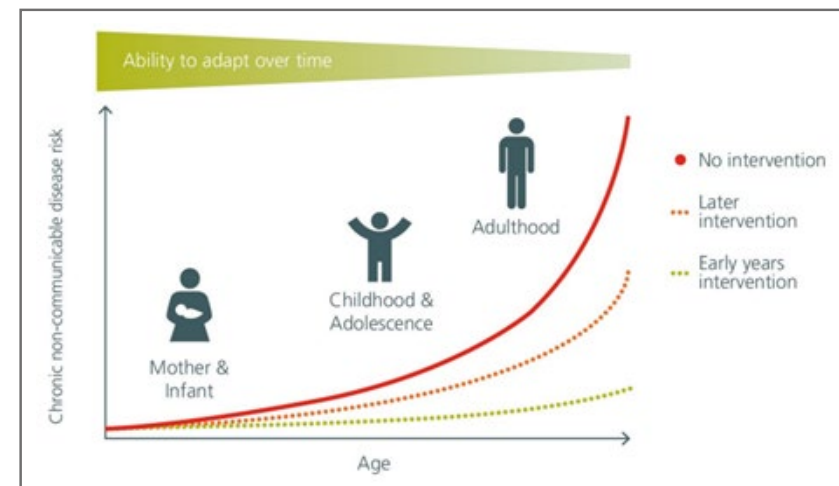 Ability to adapt over time
Chronic non-communicable disease risk
Mother &
Infant
Childhood &
Adolescence
Adulthood
No intervention
Later
intervention
Early years
intervention
Age